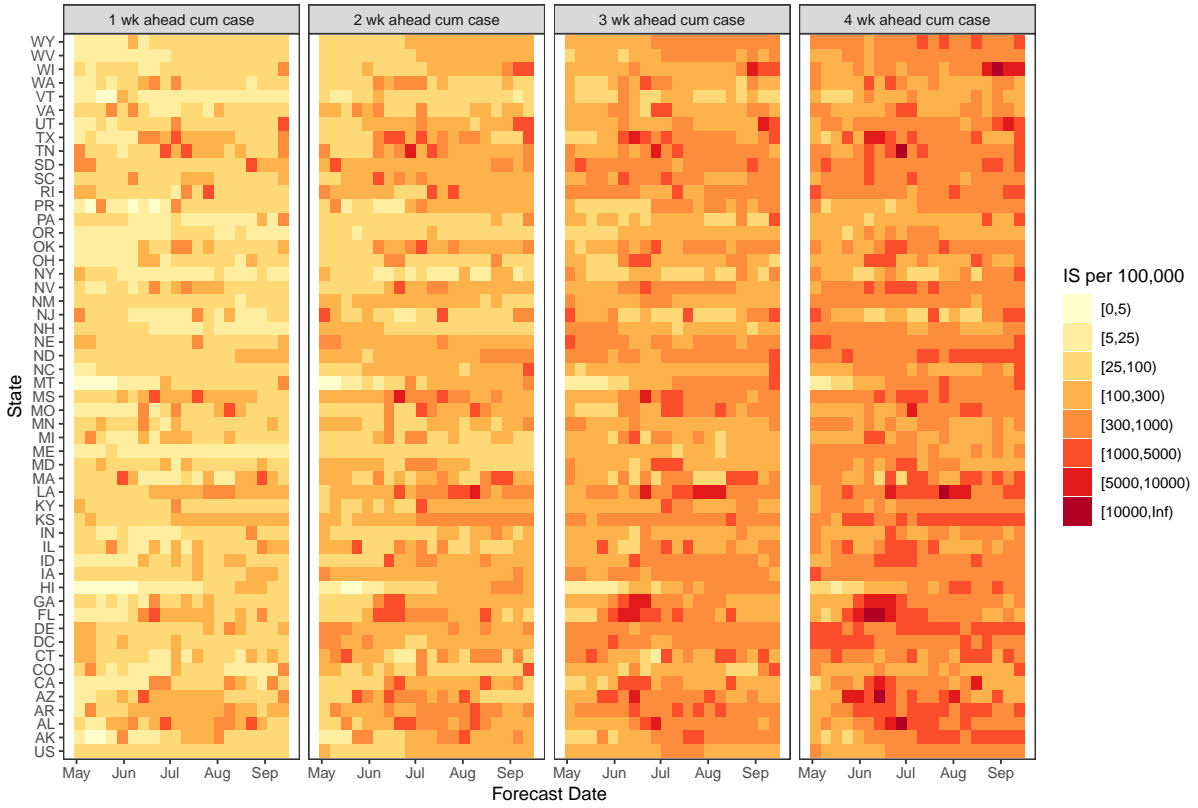 1 wk ahead cum case
2 wk ahead cum case
3 wk ahead cum case
4 wk ahead cum case
State
WY
WV
WI
WA
VT
VA
UT
TX
TN
SD
SC
RI
PR
PA
OR
OK
OH
NY
NV
NM
NJ
NH
NE
ND
NC
MT
MS
MO
MN
MI
ME
MD
MA
LA
KY
KS
IN
IL
ID
IA
HI
GA
FL
DE
DC
CT
CO
CA
AZ
AR
AL
AK
US
May Jun Jul Aug Sep
May Jun Jul Aug Sep
May Jun Jul Aug Sep
May Jun Jul Aug Sep
Forecast Date
IS per 100,000
[0,5)
[5,25)
[25,100)
[100,300)
[300,1000)
[1000,5000)
[5000,10000)
[10000,Inf)